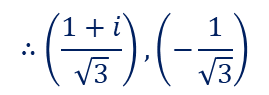 ∴ ((1 + i)/√3), (−1/√3)